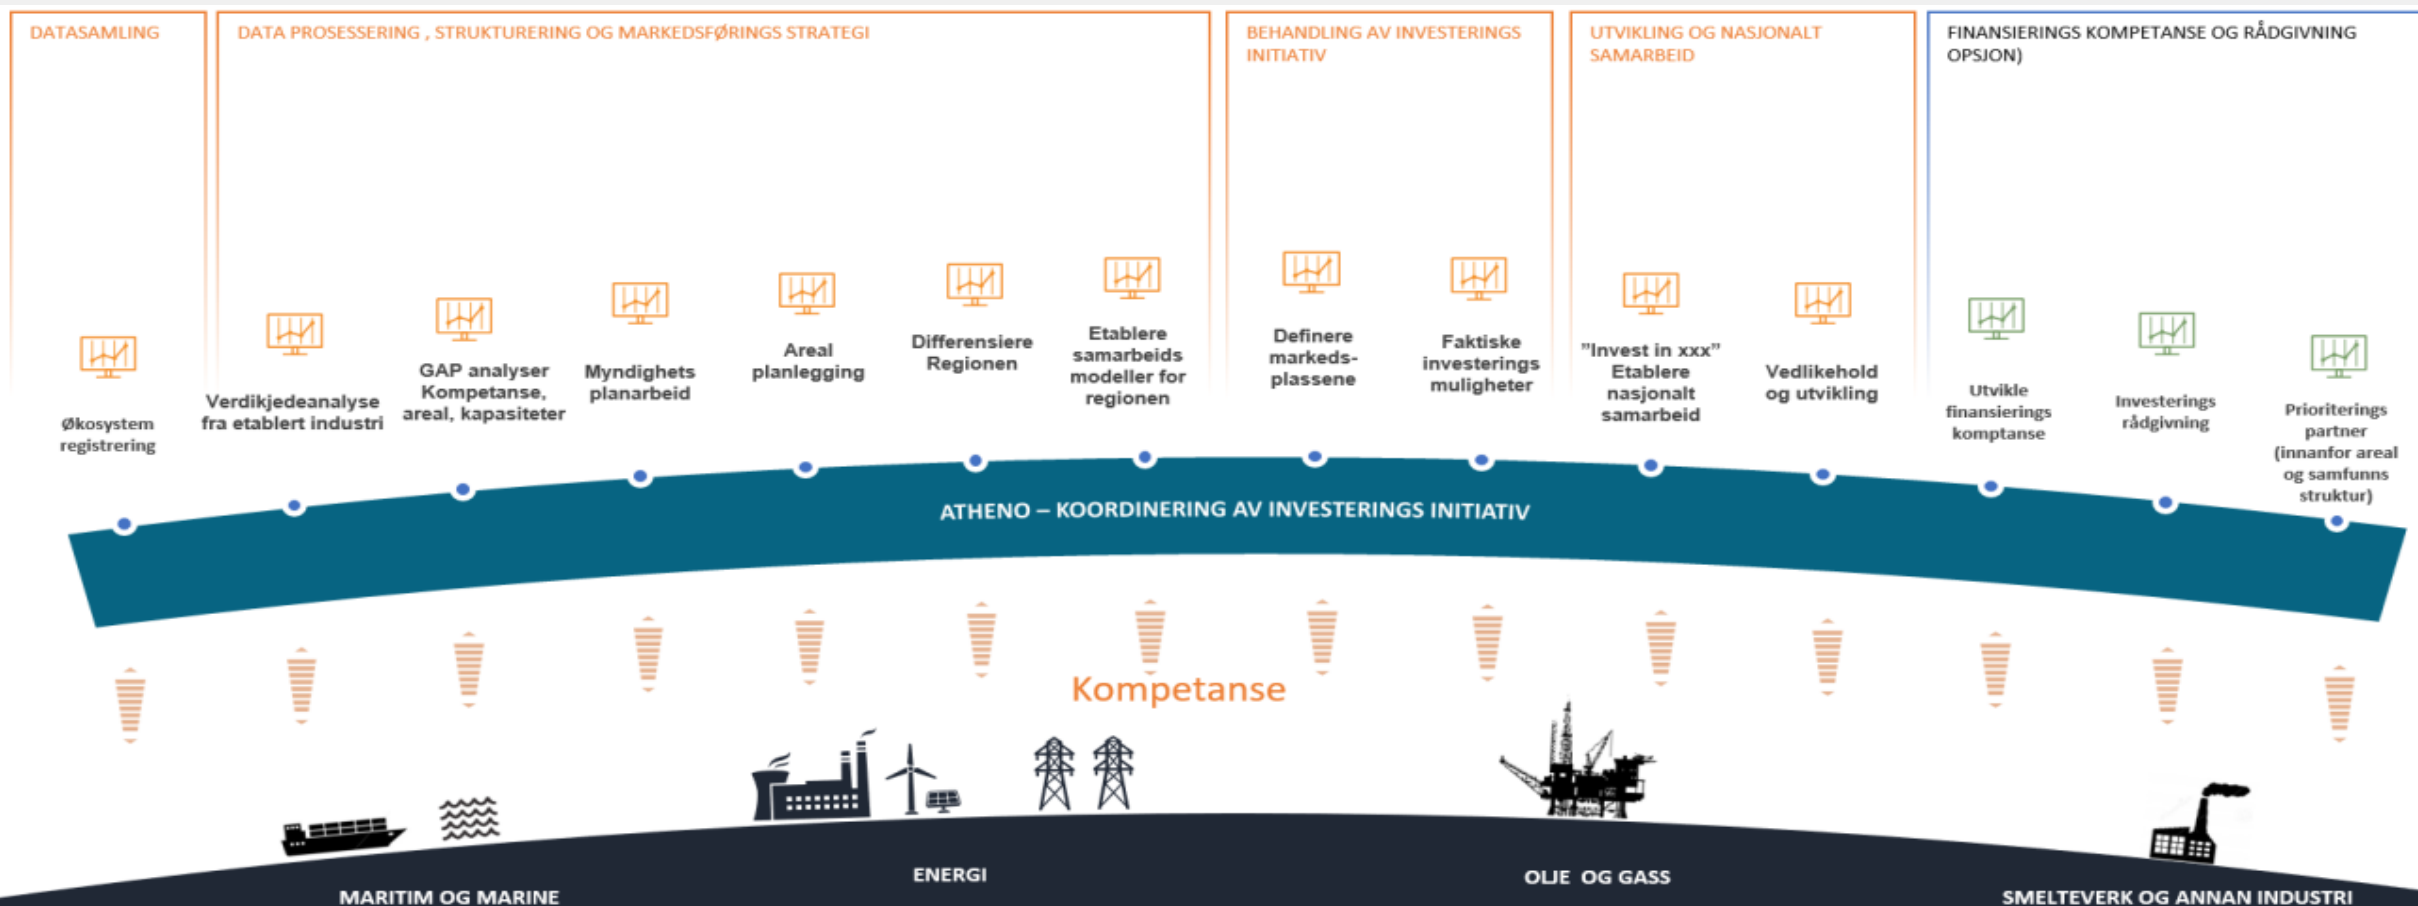 DATASAMLING
DATA PROSESSERING , STRUKTURERING OG MARKEDSFØRINGS STRATEGI
BEHANDLING AV INVESTERINGS
INITIATIV
UTVIKLING OG NASJONALT
SAMARBEID
FINANSIERINGS KOMPETANSE OG RÅDGIVNING
OPSJON)
Økosystem
registrering
Verdikjedeanalyse
fra etablert industri
GAP analyser
Kompetanse,
areal, kapasiteter
Myndighets
planarbeid
Areal
planlegging
Differensiere
Regionen
Etablere
samarbeids
modeller for
regionen
Definere
markeds-
plassene
Faktiske
investerings
muligheter
”Invest in xxx”
Etablere
nasjonalt
samarbeid
Vedlikehold
og utvikling
Utvikle
finansierings
komptanse
Investerings
rådgivning
Prioriterings
partner
(innanfor areal
og samfunns
struktur)
ATHENO – KOORDINERING AV INVESTERINGS INITIATIV
Kompetanse
MARITIM OG MARINE
ENERGI
OLJE OG GASS
SMELTEVERK OG ANNAN INDUSTRI